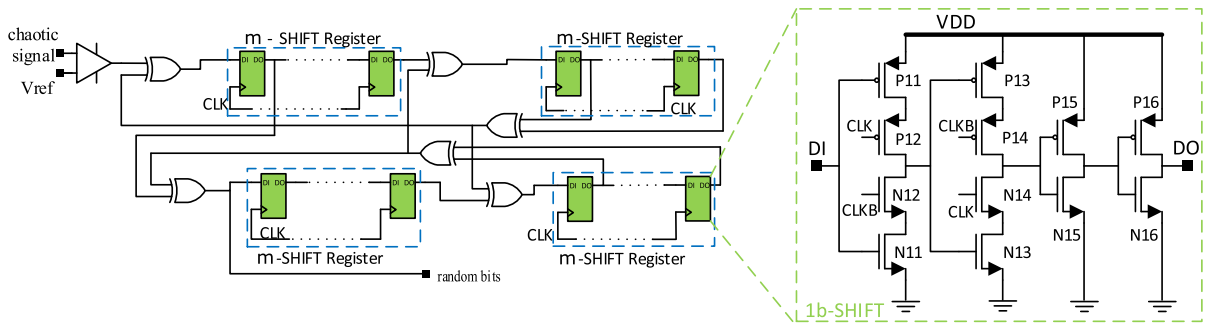 chaotic
signal
Vref
m - SHIFT Register
DI DO
DI DO
CLK
m-SHIFT Register
DI DO
DI DO
CLK
DI DO
DI DO
CLK
m-SHIFT Register
DI DO
DI DO
CLK
m-SHIFT Register
random bits
VDD
P11
P13
P15
P16
CLK
P12
CLKB
P14
DI
DO
N12
N14
CLKB
CLK
N15
N16
N11
N13
1b-SHIFT